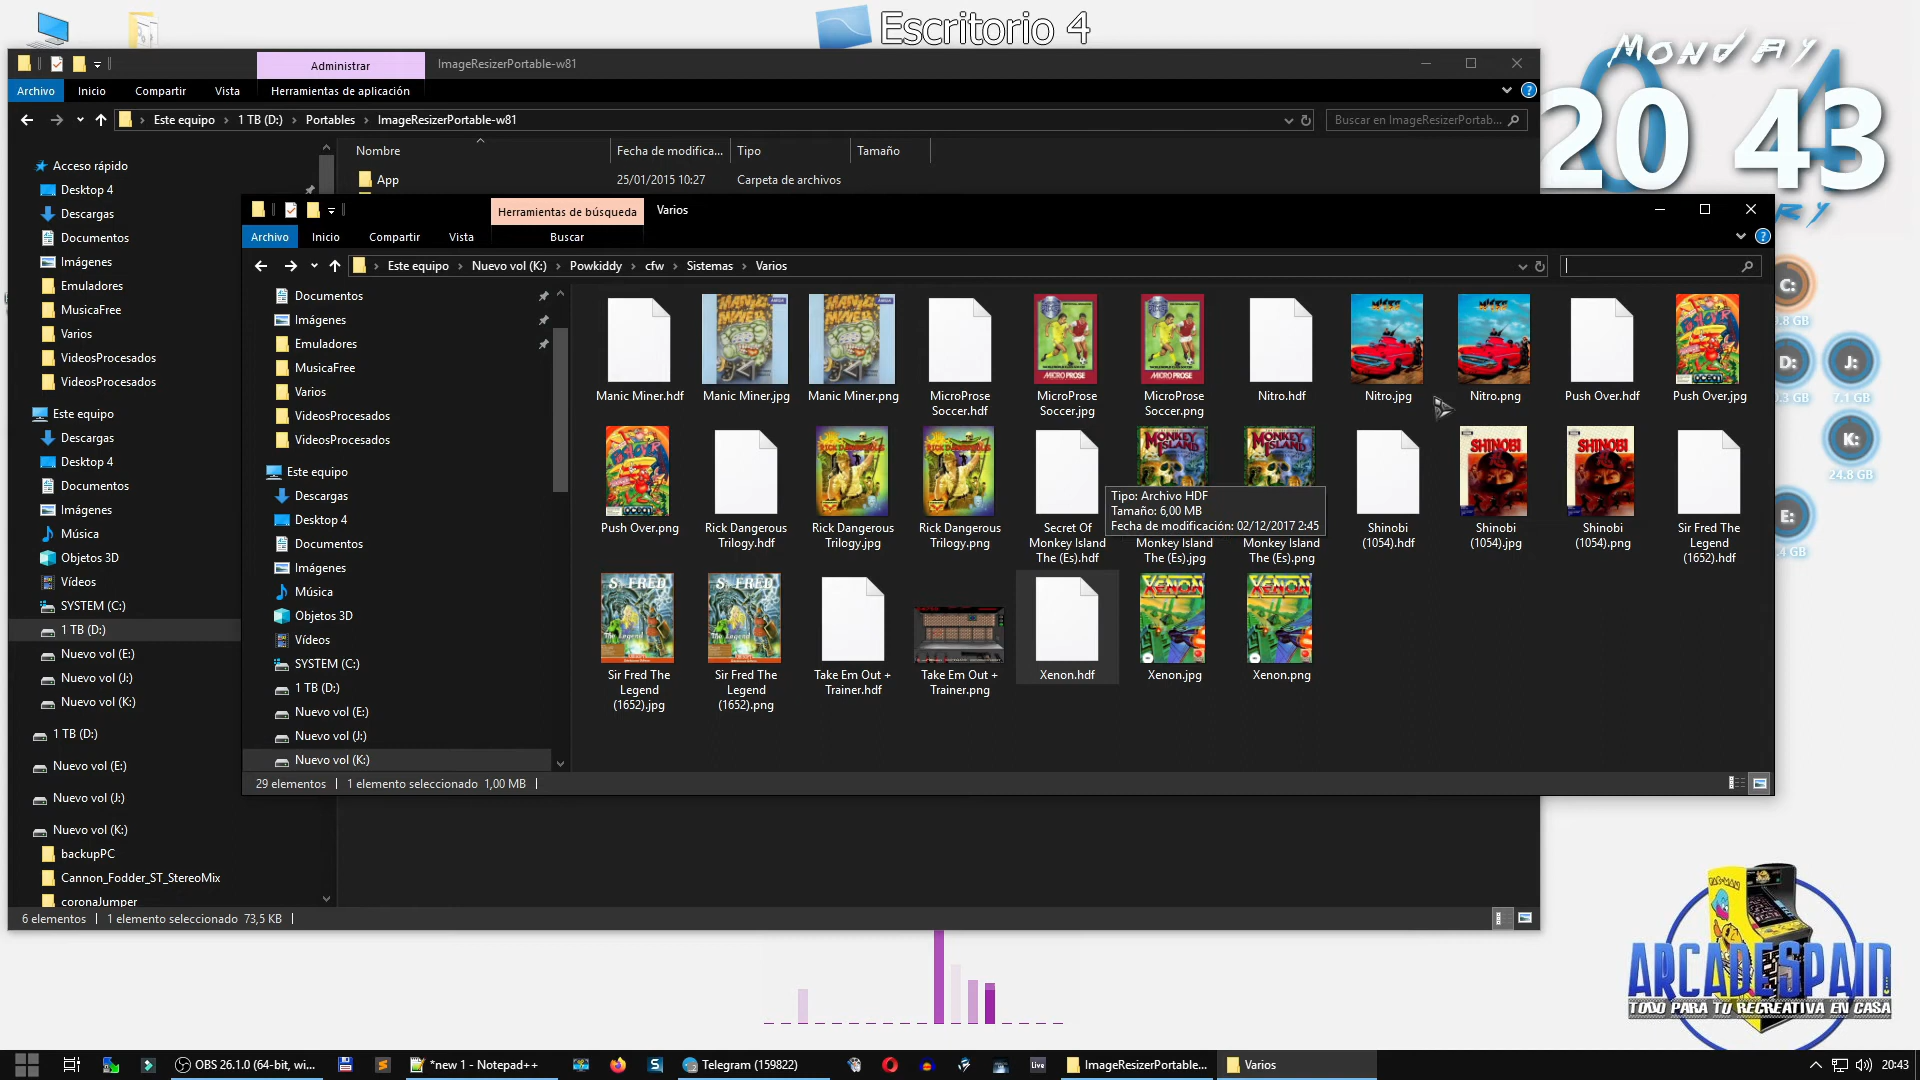 Escritorio 4
MONDAY
20 43
Administrar
ImageResizerPortable-w81
Archivo
Inicio
Compartir
Vista
Herramientas de aplicación
Este equipo
1 TB (D:)
Portables
ImageResizerPortable-w81
Buscar en ImageResizerPortab...
Nombre
Fecha de modifica...
Tipo
Tamaño
App
25/01/2015 10:27
Carpeta de archivos
Acceso rápido
Desktop 4
Descargas
Documentos
Imágenes
Emuladores
MusicaFree
Varios
VideosProcesados
VideosProcesados
Este equipo
Descargas
Desktop 4
Documentos
Imágenes
Música
Objetos 3D
Vídeos
SYSTEM (C:)
1 TB (D:)
Nuevo vol (E:)
Nuevo vol (J:)
Nuevo vol (K:)
1 TB (D:)
Nuevo vol (E:)
Nuevo vol (J:)
Nuevo vol (K:)
backupPC
Cannon_Fodder_ST_StereoMix
coronaJumper
6 elementos
1 elemento seleccionado 73,5 KB
Herramientas de búsqueda
Varios
Archivo
Inicio
Compartir
Vista
Buscar
Este equipo
Nuevo vol (K:)
Powkiddy
cfw
Sistemas
Varios
Documentos
Imágenes
Emuladores
MusicaFree
Varios
VideosProcesados
VideosProcesados
Este equipo
Descargas
Desktop 4
Documentos
Imágenes
Música
Objetos 3D
Vídeos
SYSTEM (C:)
1 TB (D:)
Nuevo vol (E:)
Nuevo vol (J:)
Nuevo vol (K:)
Manic Miner.hdf
Manic Miner.jpg
Manic Miner.png
MicroProse
Soccer.hdf
MicroProse
Soccer.jpg
MicroProse
Soccer.png
Nitro.hdf
Nitro.jpg
Nitro.png
Push Over.hdf
Push Over.jpg
Push Over.png
Rick Dangerous
Trilogy.hdf
Rick Dangerous
Trilogy.jpg
Rick Dangerous
Trilogy.png
Secret Of
Monkey Island
The (Es).hdf
Monkey Island
The (Es).jpg
Monkey Island
The (Es).png
Tipo: Archivo HDF
Tamaño: 6,00 MB
Fecha de modificación: 02/12/2017 2:45
Shinobi
(1054).hdf
Shinobi
(1054).jpg
Shinobi
(1054).png
Sir Fred The
Legend
(1652).hdf
Sir Fred The
Legend
(1652).jpg
Sir Fred The
Legend
(1652).png
Take Em Out +
Trainer.hdf
Take Em Out +
Trainer.png
Xenon.hdf
Xenon.jpg
Xenon.png
29 elementos
1 elemento seleccionado 1,00 MB
C:
D:
J:
7.1 GB
K:
24.8 GB
E:
ARCADESPAIN
TODO PARA TU RECREATIVA EN CASA
OBS 26.1.0 (64-bit, wi...
*new 1 - Notepad++
Telegram (159822)
Live
ImageResizerPortable...
Varios
20:43